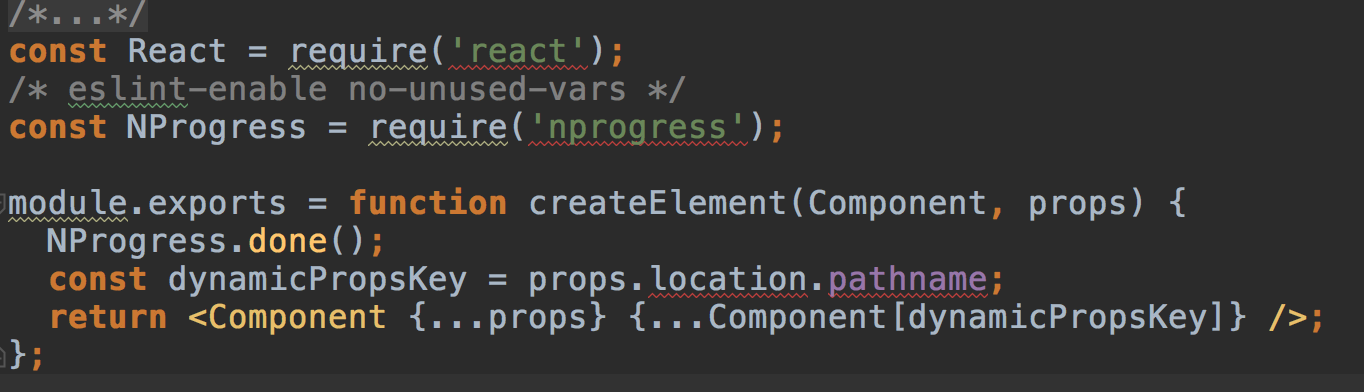 /*...*/
const React = require('react');
/* eslint-enable no-unused-vars */
const NProgress = require('nprogress');
module.exports = function createElement(Component, props) {
NProgress.done();
const dynamicPropsKey = props.location.pathname;
return <Component {...props} {...Component[dynamicPropsKey]} />;
};